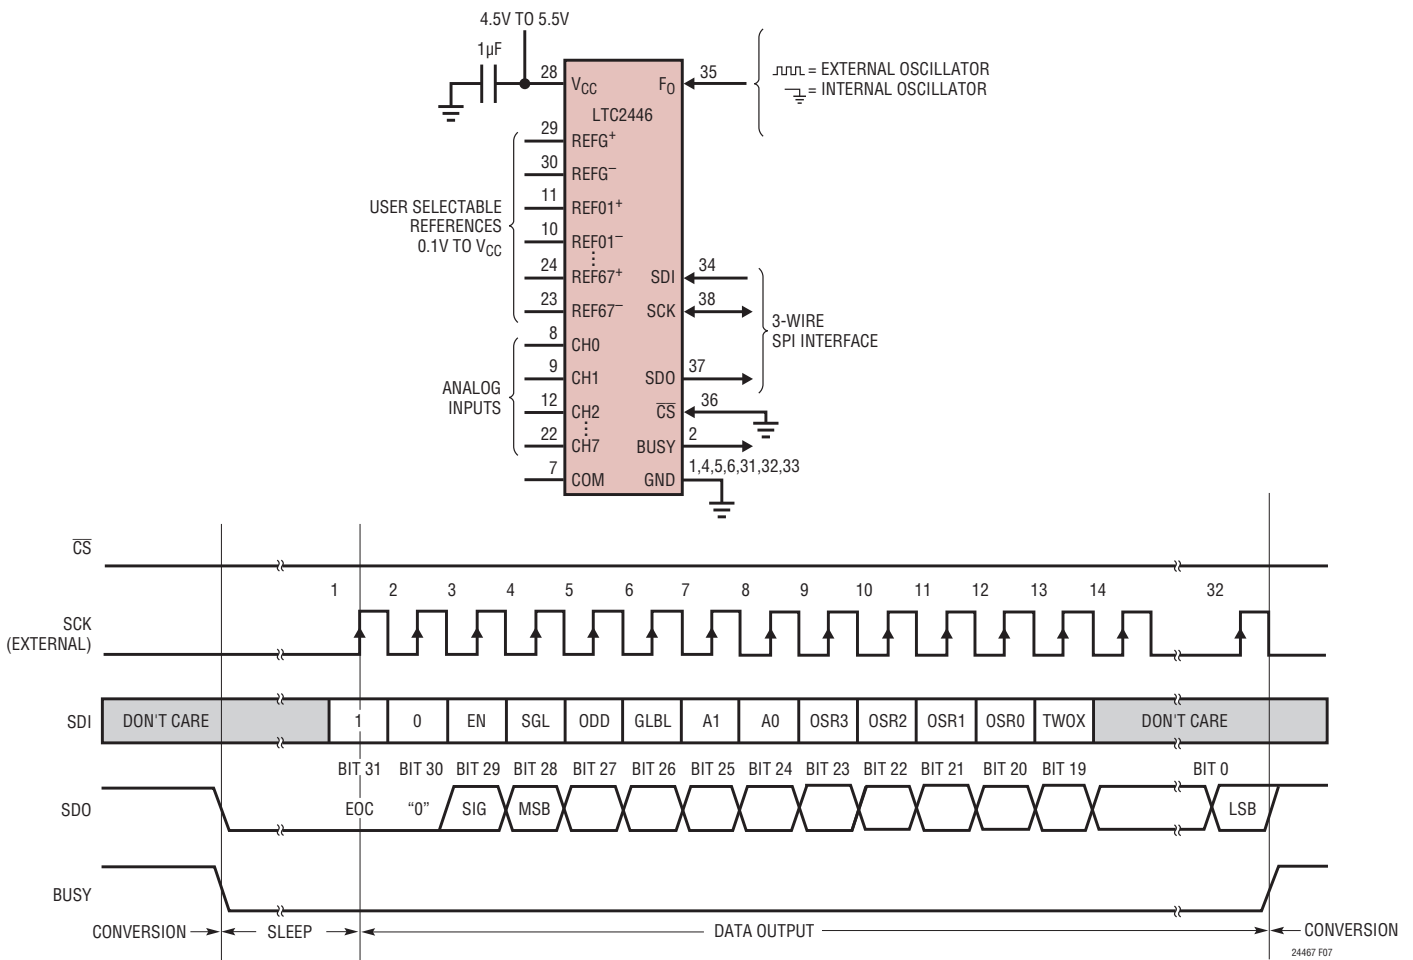 4.5V TO 5.5V
1µF
28
VCC
35
FO
= EXTERNAL OSCILLATOR
= INTERNAL OSCILLATOR
LTC2446
29
REFG+
30
REFG–
11
REF01+
10
REF01–
24
REF67+
23
REF67–
USER SELECTABLE
REFERENCES
0.1V TO VCC
34
SDI
38
SCK
3-WIRE
SPI INTERFACE
8
CH0
9
CH1
12
CH2
22
CH7
7
COM
ANALOG
INPUTS
37
SDO
36
CS
2
BUSY
1,4,5,6,31,32,33
GND
CS
1 2 3 4 5 6 7 8 9 10 11 12 13 14 32
SCK
(EXTERNAL)
SDI DON'T CARE 1 0 EN SGL ODD GLBL A1 A0 OSR3 OSR2 OSR1 OSR0 TWOX DON'T CARE
BIT 31 BIT 30 BIT 29 BIT 28 BIT 27 BIT 26 BIT 25 BIT 24 BIT 23 BIT 22 BIT 21 BIT 20 BIT 19 BIT 0
SDO EOC “0” SIG MSB LSB
BUSY
CONVERSION SLEEP DATA OUTPUT CONVERSION
24467 F07